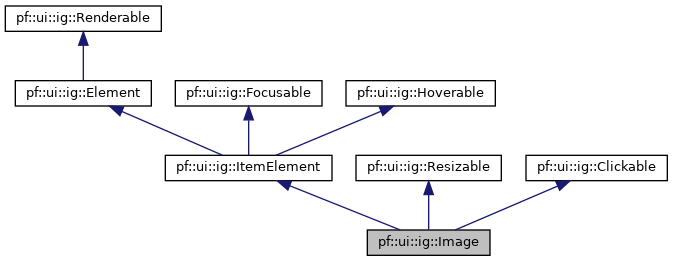 pf::ui::ig::Renderable
pf::ui::ig::Element
pf::ui::ig::Focusable
pf::ui::ig::Hoverable
pf::ui::ig::ItemElement
pf::ui::ig::Resizable
pf::ui::ig::Clickable
pf::ui::ig::Image